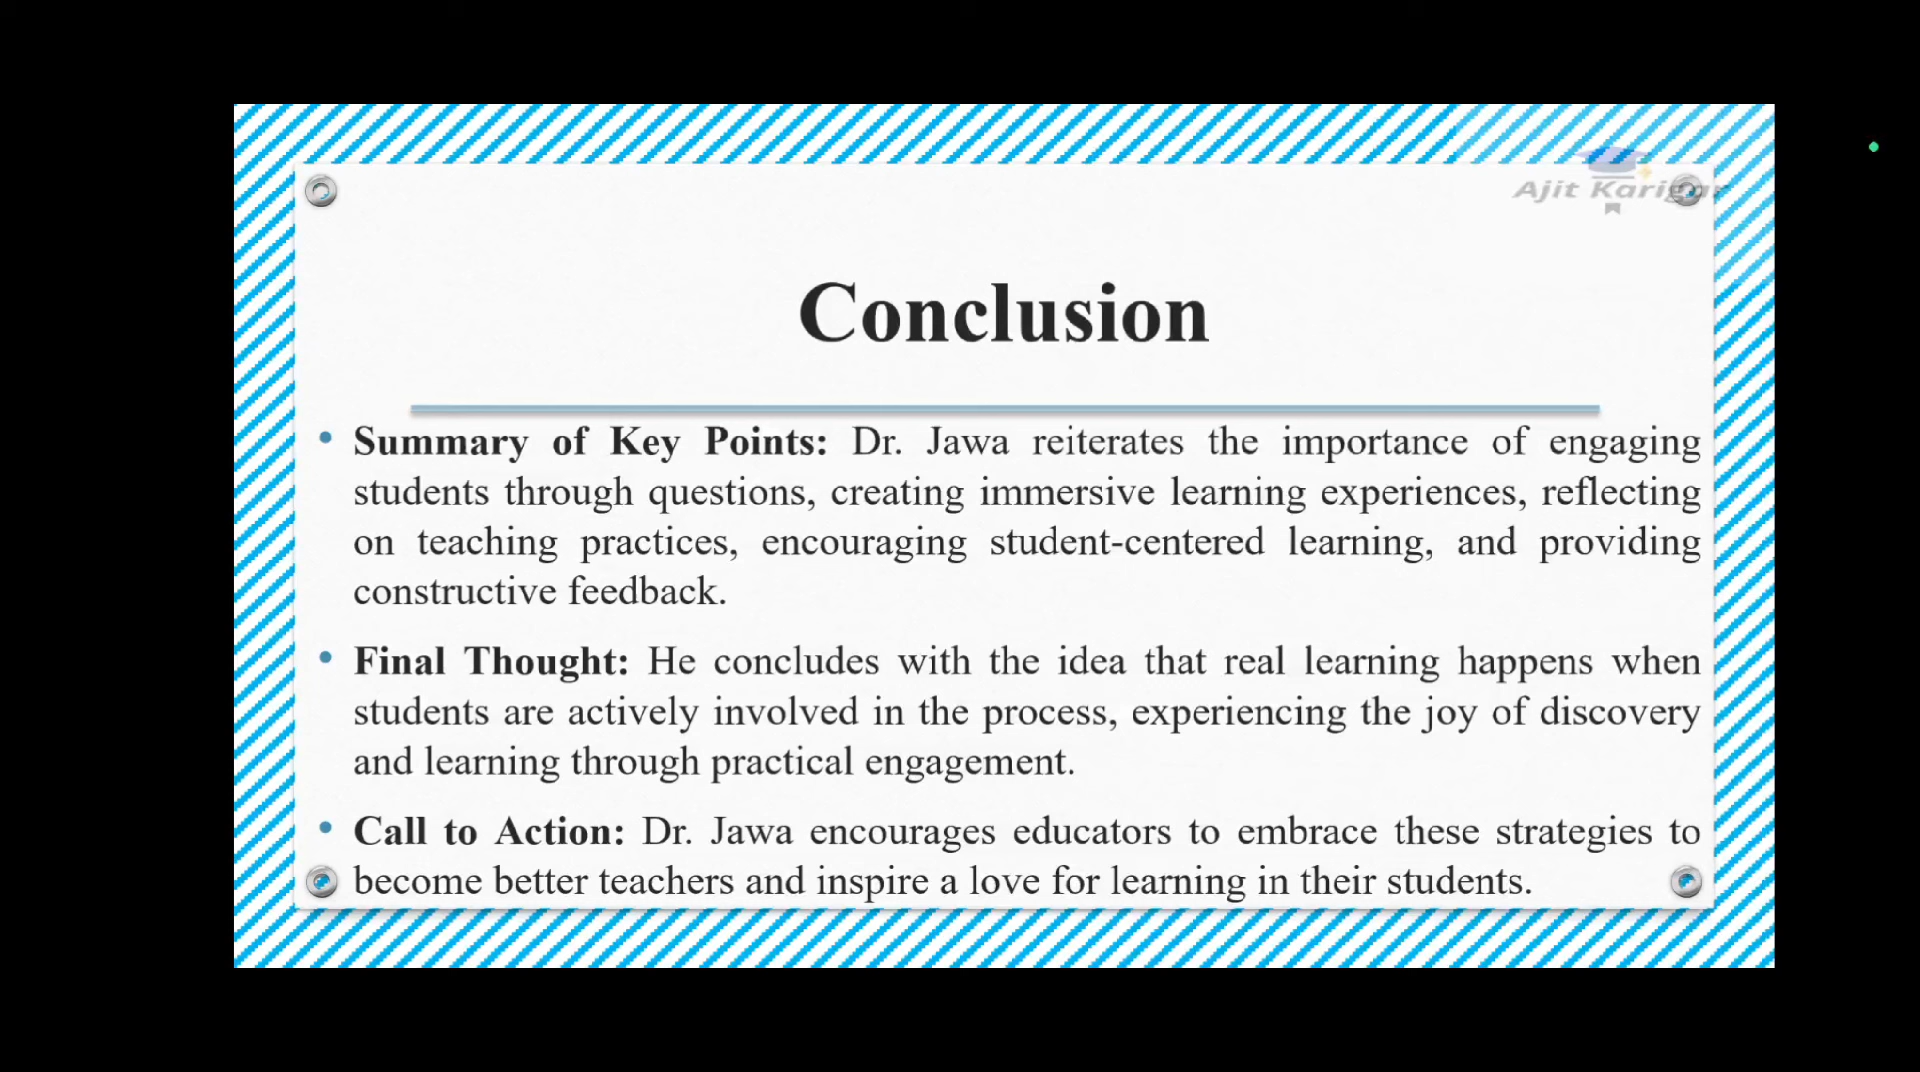 Ajit Karigar
Conclusion
• Summary of Key Points: Dr. Jawa reiterates the importance of engaging
students through questions, creating immersive learning experiences, reflecting
on teaching practices, encouraging student-centered learning, and providing
constructive feedback.
• Final Thought: He concludes with the idea that real learning happens when
students are actively involved in the process, experiencing the joy of discovery
and learning through practical engagement.
• Call to Action: Dr. Jawa encourages educators to embrace these strategies to
become better teachers and inspire a love for learning in their students.